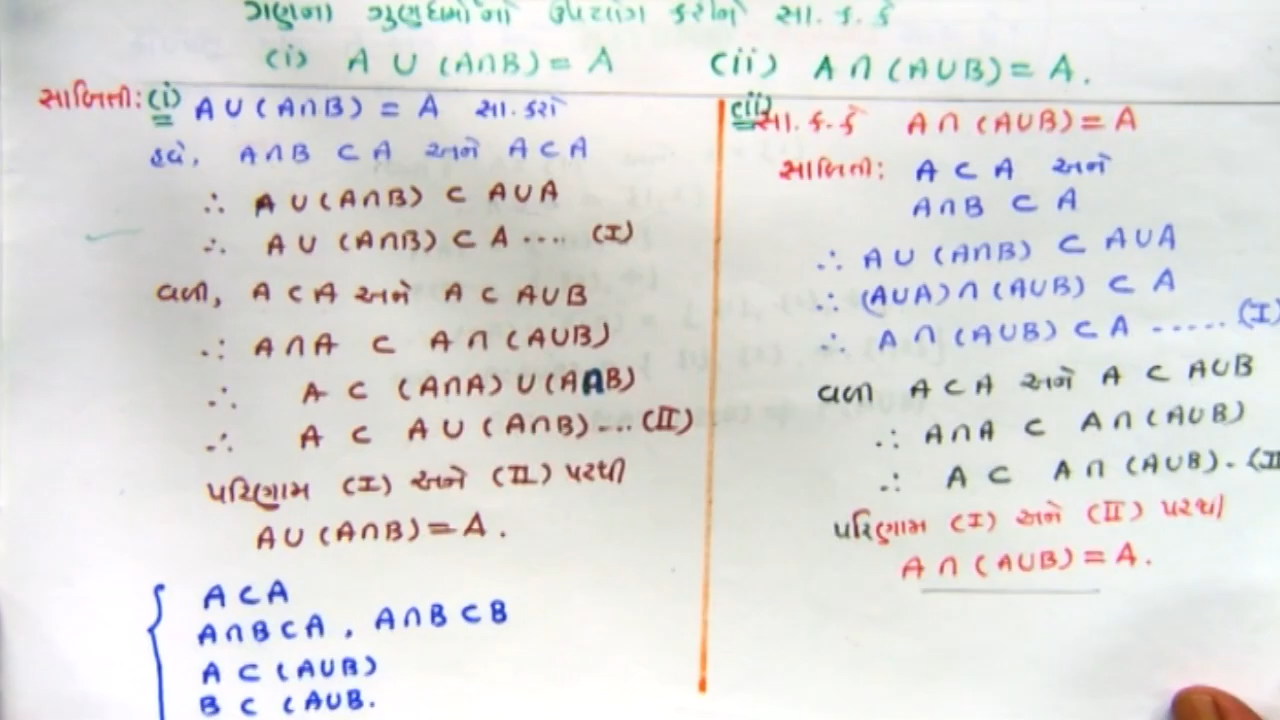 ગણના ગુણધર્મોનો ઉપયોગ કરીને સા. ક. કે
(i) A ∪ (A∩B) = A (ii) A ∩ (A∪B) = A.
સાબિતી: (i) A ∪ (A∩B) = A સા. કરો
હવે, A∩B ⊂ A અને A ⊂ A
∴ A ∪ (A∩B) ⊂ A∪A
∴ A ∪ (A∩B) ⊂ A .... (I)
વળી, A ⊂ A અને A ⊂ A∪B
∴ A∩A ⊂ A∩(A∪B)
∴ A ⊂ (A∩A) ∪ (A∩B)
∴ A ⊂ A ∪ (A∩B) ... (II)
પરિણામ (I) અને (II) પરથી
A∪(A∩B) = A.
{ A ⊂ A
A∩B ⊂ A , A∩B ⊂ B
A ⊂ (A∪B)
B ⊂ (A∪B.
(ii) સા. ક. કે A∩(A∪B) = A
સાબિતી: A ⊂ A અને
A∩B ⊂ A
∴ A∪(A∩B) ⊂ A∪A
∴ (A∪A)∩(A∪B) ⊂ A
∴ A∩(A∪B) ⊂ A ..... (I)
વળી A ⊂ A અને A ⊂ A∪B
∴ A∩A ⊂ A∩(A∪B)
∴ A ⊂ A∩(A∪B). (II
પરિણામ (I) અને (II) પરથી
A∩(A∪B) = A.